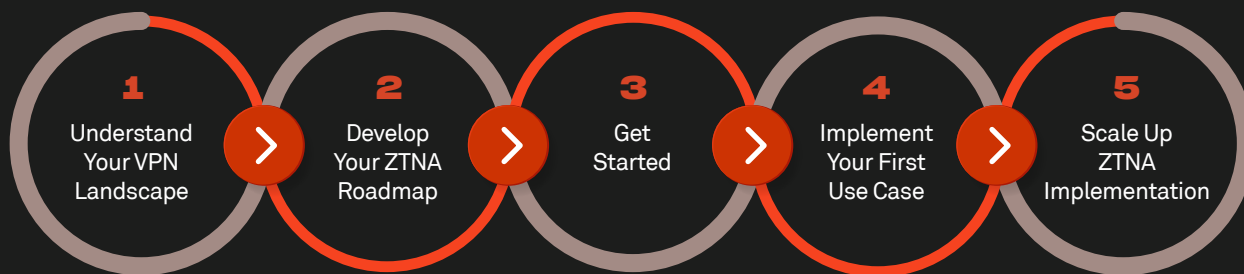 1
Understand
Your VPN
Landscape
2
Develop
Your ZTNA
Roadmap
3
Get
Started
4
Implement
Your First
Use Case
5
Scale Up
ZTNA
Implementation